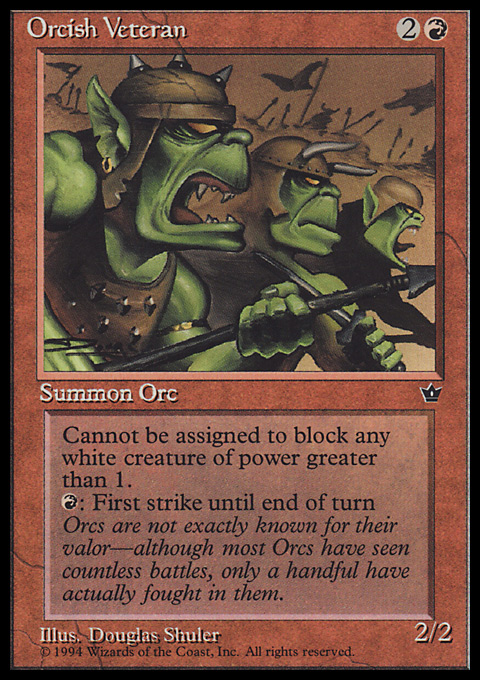 Orcish Veteran
2
Summon Orc
Cannot be assigned to block any
white creature of power greater
than 1.
: First strike until end of turn
Orcs are not exactly known for their
valor—although most Orcs have seen
countless battles, only a handful have
actually fought in them.
Illus. Douglas Shuler
2/2
© 1994 Wizards of the Coast, Inc. All rights reserved.